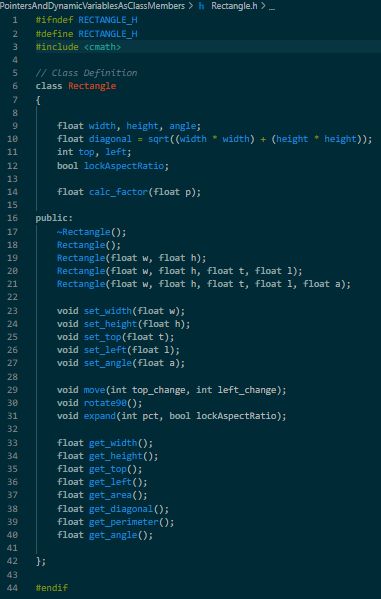 PointersAndDynamicVariablesAsClassMembers > h Rectangle.h > ...
1 #ifndef RECTANGLE_H
2 #define RECTANGLE_H
3 #include <cmath>
4
5 // Class Definition
6 class Rectangle
7 {
8
9 float width, height, angle;
10 float diagonal = sqrt((width * width) + (height * height));
11 int top, left;
12 bool lockAspectRatio;
13
14 float calc_factor(float p);
15
16 public:
17 ~Rectangle();
18 Rectangle();
19 Rectangle(float w, float h);
20 Rectangle(float w, float h, float t, float l);
21 Rectangle(float w, float h, float t, float l, float a);
22
23 void set_width(float w);
24 void set_height(float h);
25 void set_top(float t);
26 void set_left(float l);
27 void set_angle(float a);
28
29 void move(int top_change, int left_change);
30 void rotate90();
31 void expand(int pct, bool lockAspectRatio);
32
33 float get_width();
34 float get_height();
35 float get_top();
36 float get_left();
37 float get_area();
38 float get_diagonal();
39 float get_perimeter();
40 float get_angle();
41
42 };
43
44 #endif